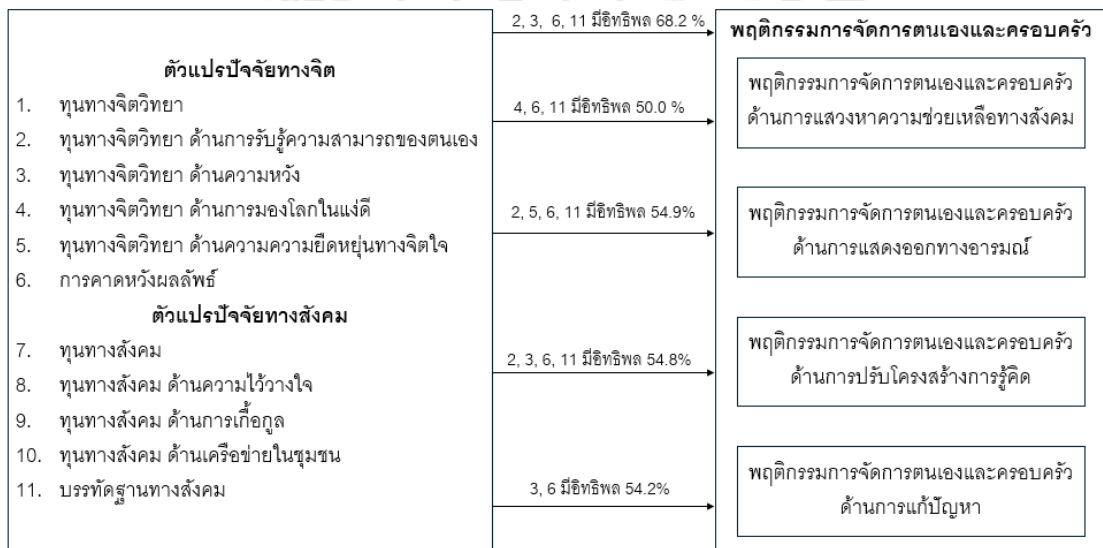 ตัวแปรปัจจัยทางจิต
1. ทุนทางจิตวิทยา
2. ทุนทางจิตวิทยา ด้านการรับรู้ความสามารถของตนเอง
3. ทุนทางจิตวิทยา ด้านความหวัง
4. ทุนทางจิตวิทยา ด้านการมองโลกในแง่ดี
5. ทุนทางจิตวิทยา ด้านความความยืดหยุ่นทางจิตใจ
6. การคาดหวังผลลัพธ์
ตัวแปรปัจจัยทางสังคม
7. ทุนทางสังคม
8. ทุนทางสังคม ด้านความไว้วางใจ
9. ทุนทางสังคม ด้านการเกื้อกูล
10. ทุนทางสังคม ด้านเครือข่ายในชุมชน
11. บรรทัดฐานทางสังคม
2, 3, 6, 11 มีอิทธิพล 68.2 %
4, 6, 11 มีอิทธิพล 50.0 %
2, 5, 6, 11 มีอิทธิพล 54.9%
2, 3, 6, 11 มีอิทธิพล 54.8%
3, 6 มีอิทธิพล 54.2%
พฤติกรรมการจัดการตนเองและครอบครัว
พฤติกรรมการจัดการตนเองและครอบครัว
ด้านการแสวงหาความช่วยเหลือทางสังคม
พฤติกรรมการจัดการตนเองและครอบครัว
ด้านการแสดงออกทางอารมณ์
พฤติกรรมการจัดการตนเองและครอบครัว
ด้านการปรับโครงสร้างการรู้คิด
พฤติกรรมการจัดการตนเองและครอบครัว
ด้านการแก้ปัญหา